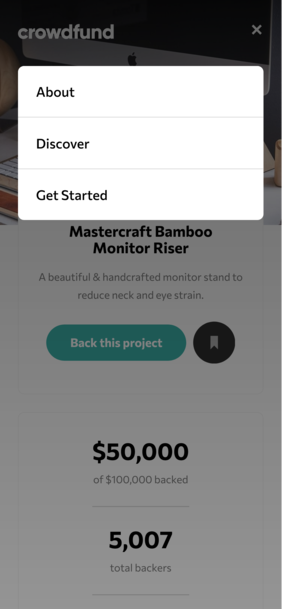 crowdfund
About
Discover
Get Started
Mastercraft Bamboo
Monitor Riser
A beautiful & handcrafted monitor stand to
reduce neck and eye strain.
Back this project
$50,000
of $100,000 backed
5,007
total backers